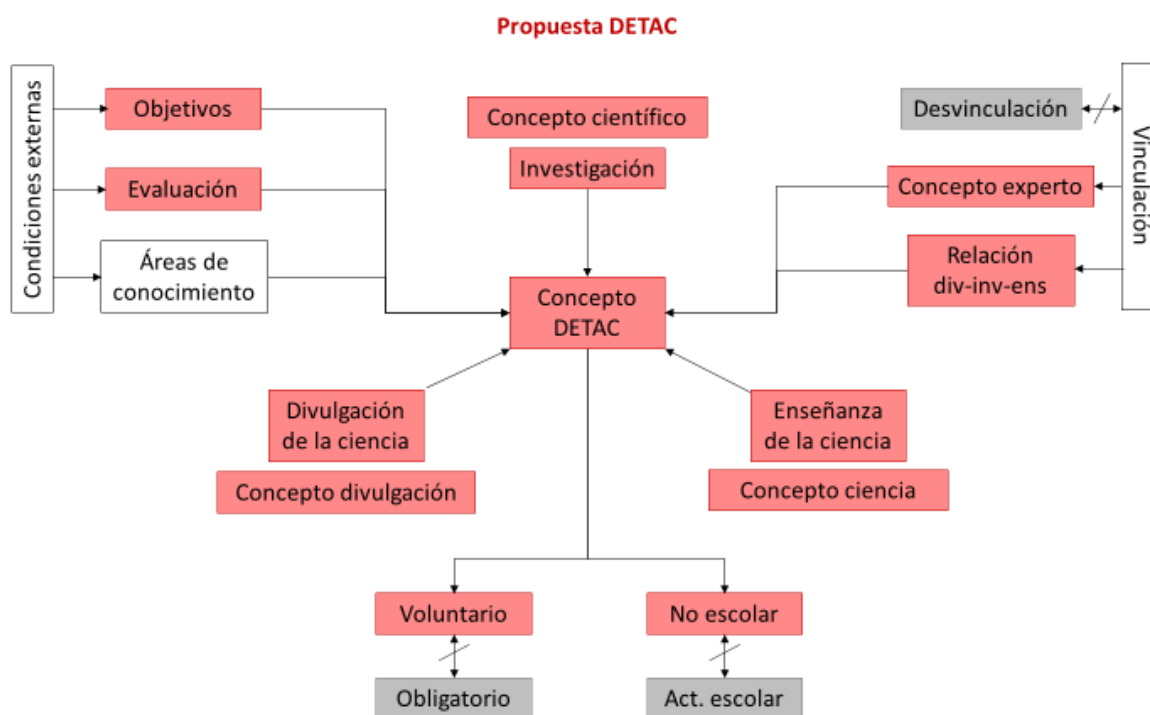 Propuesta DETAC
Condiciones externas
Objetivos
Evaluación
Áreas de
conocimiento
Concepto científico
Investigación
Desvinculación
Concepto experto
Relación
div-inv-ens
Vinculación
Concepto
DETAC
Divulgación
de la ciencia
Concepto divulgación
Enseñanza
de la ciencia
Concepto ciencia
Voluntario
No escolar
Obligatorio
Act. escolar